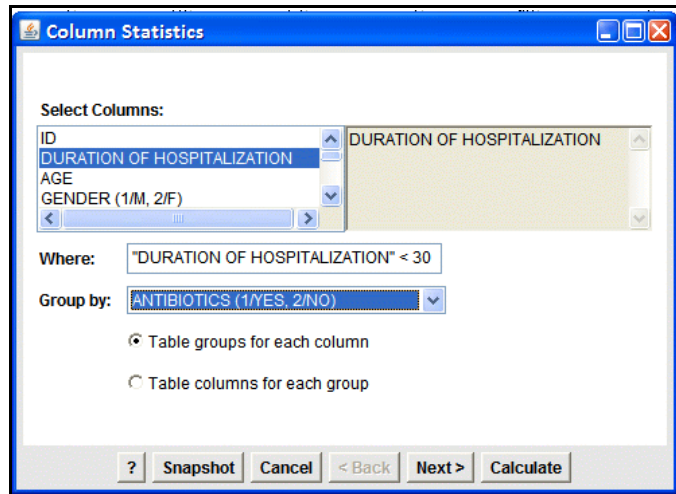 Column Statistics
Select Columns:
ID
DURATION OF HOSPITALIZATION
AGE
GENDER (1/M, 2/F)
DURATION OF HOSPITALIZATION
Where: "DURATION OF HOSPITALIZATION" < 30
Group by: ANTIBIOTICS (1/YES, 2/NO)
Table groups for each column
Table columns for each group
? Snapshot Cancel < Back Next > Calculate